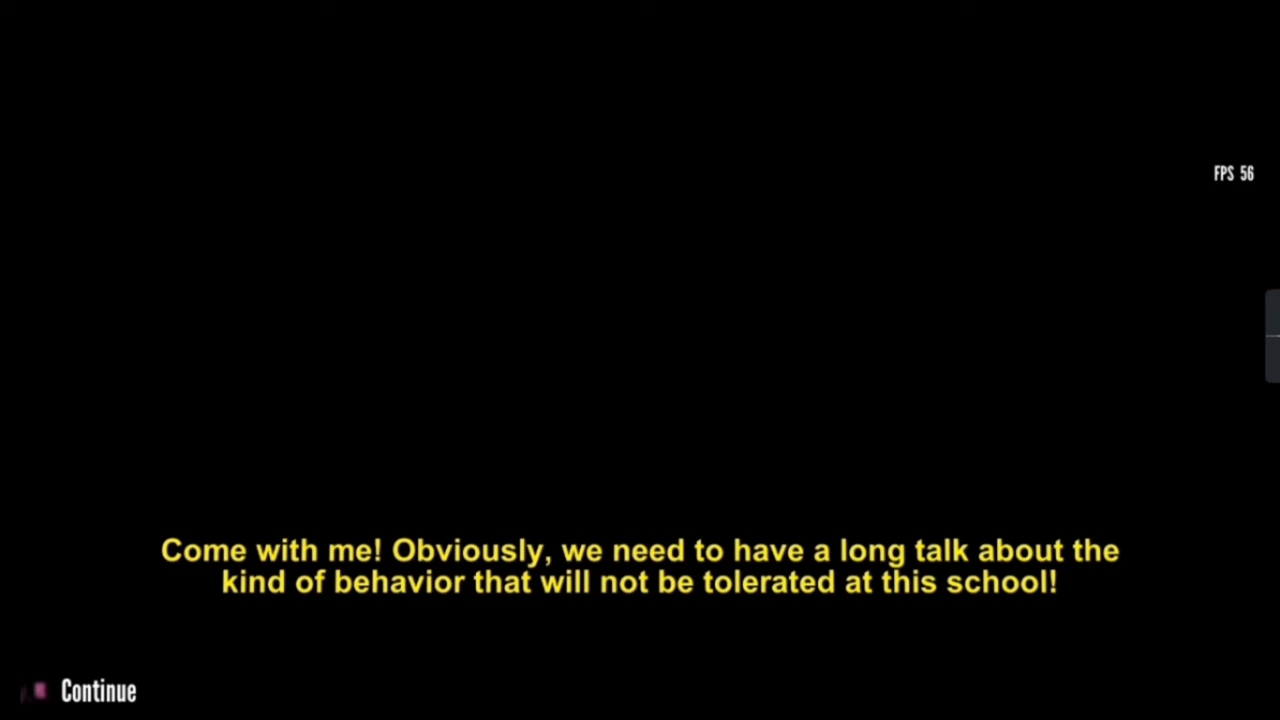 FPS 56
Come with me! Obviously, we need to have a long talk about the
kind of behavior that will not be tolerated at this school!
Continue